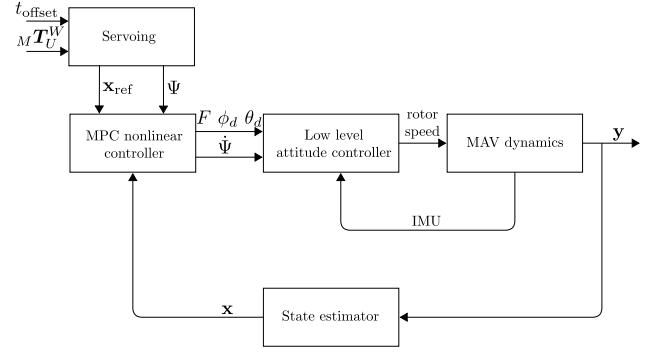 t_offset
_M T_U^W
Servoing
x_ref
Ψ
MPC nonlinear
controller
F ϕ_d θ_d
Ψ̇
Low level
attitude controller
rotor
speed
MAV dynamics
y
IMU
x
State estimator